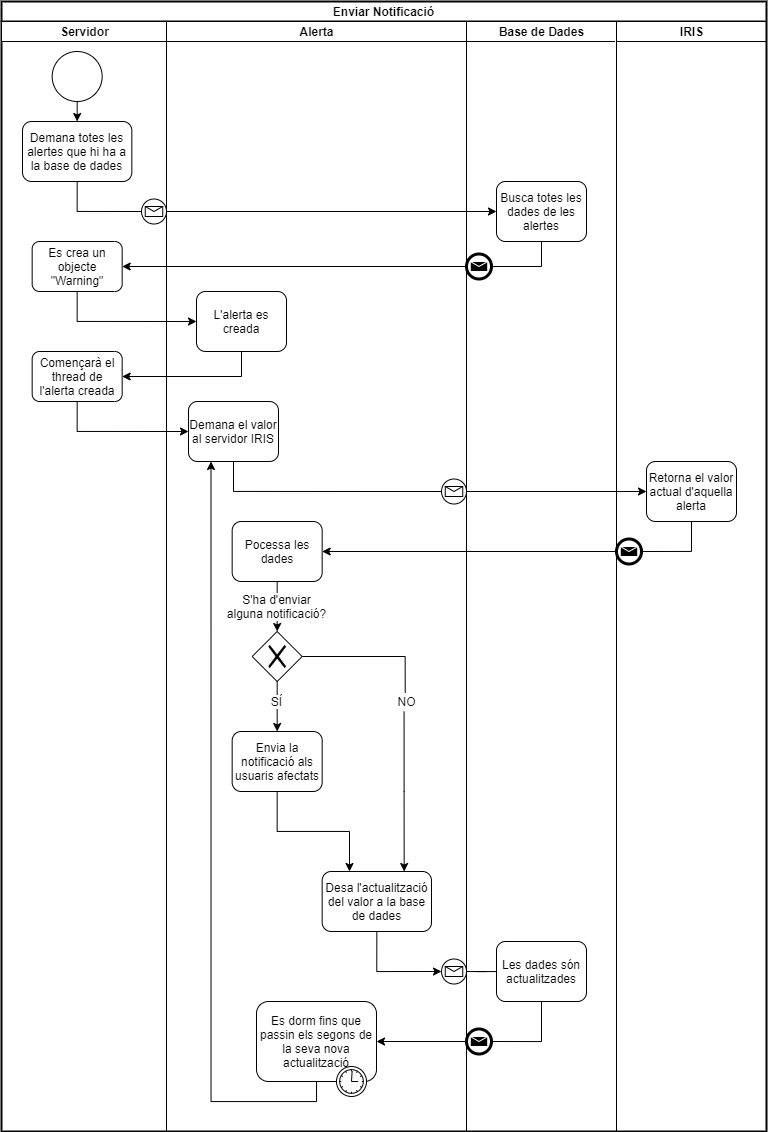 Enviar Notificació
Servidor
Alerta
Base de Dades
IRIS
Demana totes les
alertes que hi ha a
la base de dades
Busca totes les
dades de les
alertes
Es crea un
objecte
"Warning"
L'alerta es
creada
Començarà el
thread de
l'alerta creada
Demana el valor
al servidor IRIS
Retorna el valor
actual d'aquella
alerta
Pocessa les
dades
S'ha d'enviar
alguna notificació?
SÍ
NO
Envia la
notificació als
usuaris afectats
Desa l'actualització
del valor a la base
de dades
Les dades són
actualitzades
Es dorm fins que
passin els segons de
la seva nova
actualització